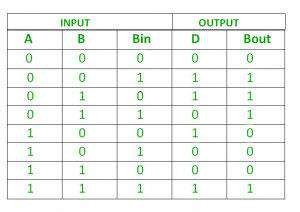 INPUT OUTPUT
A B Bin D Bout
0 0 0 0 0
0 0 1 1 1
0 1 0 1 1
0 1 1 0 1
1 0 0 1 0
1 0 1 0 0
1 1 0 0 0
1 1 1 1 1